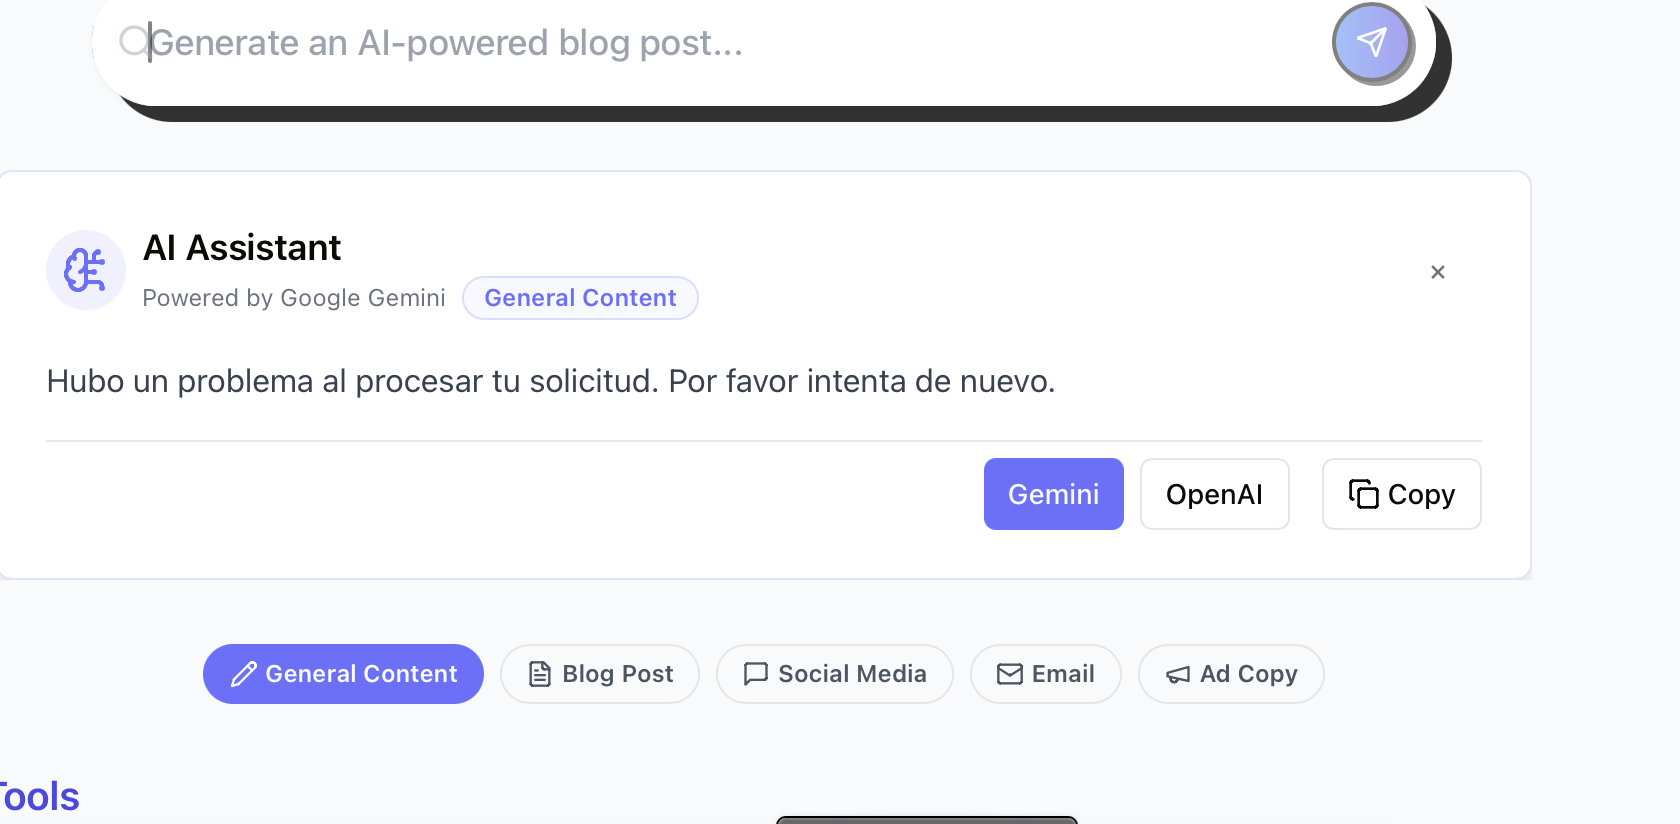 Generate an AI-powered blog post...
AI Assistant
Powered by Google Gemini General Content
×
Hubo un problema al procesar tu solicitud. Por favor intenta de nuevo.
Gemini OpenAI Copy
General Content Blog Post Social Media Email Ad Copy
Tools